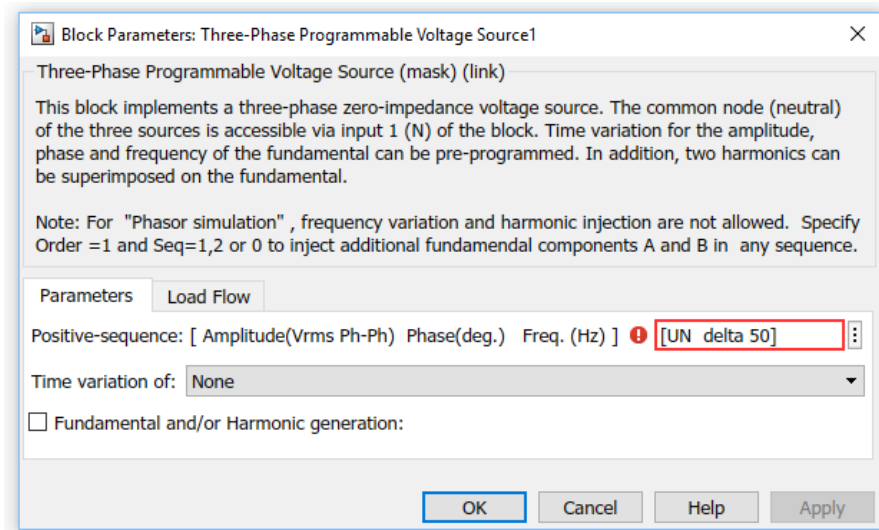 Block Parameters: Three-Phase Programmable Voltage Source1
Three-Phase Programmable Voltage Source (mask) (link)
This block implements a three-phase zero-impedance voltage source. The common node (neutral)
of the three sources is accessible via input 1 (N) of the block. Time variation for the amplitude,
phase and frequency of the fundamental can be pre-programmed. In addition, two harmonics can
be superimposed on the fundamental.
Note: For "Phasor simulation" , frequency variation and harmonic injection are not allowed. Specify
Order =1 and Seq=1,2 or 0 to inject additional fundamendal components A and B in any sequence.
Parameters Load Flow
Positive-sequence: [ Amplitude(Vrms Ph-Ph) Phase(deg.) Freq. (Hz) ] [UN delta 50]
Time variation of: None
Fundamental and/or Harmonic generation:
OK Cancel Help Apply